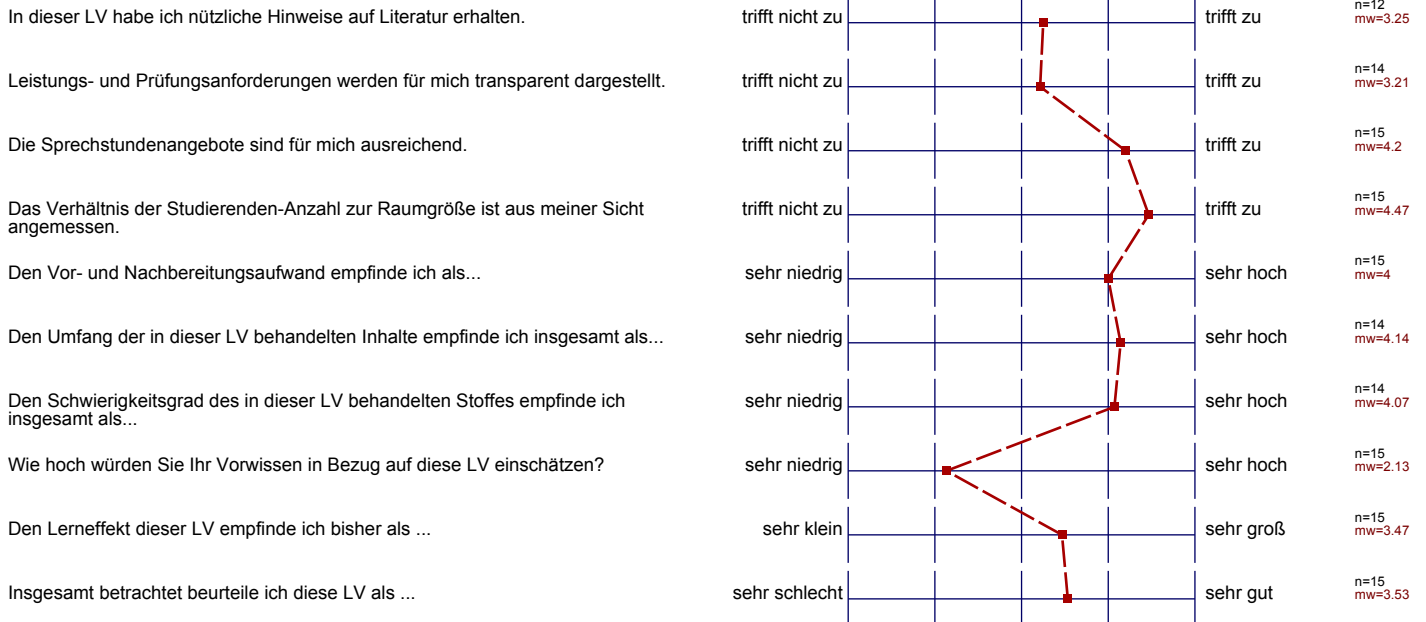 In dieser LV habe ich nützliche Hinweise auf Literatur erhalten. trifft nicht zu trifft zu n=12
mw=3.25
Leistungs- und Prüfungsanforderungen werden für mich transparent dargestellt. trifft nicht zu trifft zu n=14
mw=3.21
Die Sprechstundenangebote sind für mich ausreichend. trifft nicht zu trifft zu n=15
mw=4.2
Das Verhältnis der Studierenden-Anzahl zur Raumgröße ist aus meiner Sicht trifft nicht zu trifft zu n=15
angemessen. mw=4.47
Den Vor- und Nachbereitungsaufwand empfinde ich als... sehr niedrig sehr hoch n=15
mw=4
Den Umfang der in dieser LV behandelten Inhalte empfinde ich insgesamt als... sehr niedrig sehr hoch n=14
mw=4.14
Den Schwierigkeitsgrad des in dieser LV behandelten Stoffes empfinde ich sehr niedrig sehr hoch n=14
insgesamt als... mw=4.07
Wie hoch würden Sie Ihr Vorwissen in Bezug auf diese LV einschätzen? sehr niedrig sehr hoch n=15
mw=2.13
Den Lerneffekt dieser LV empfinde ich bisher als ... sehr klein sehr groß n=15
mw=3.47
Insgesamt betrachtet beurteile ich diese LV als ... sehr schlecht sehr gut n=15
mw=3.53